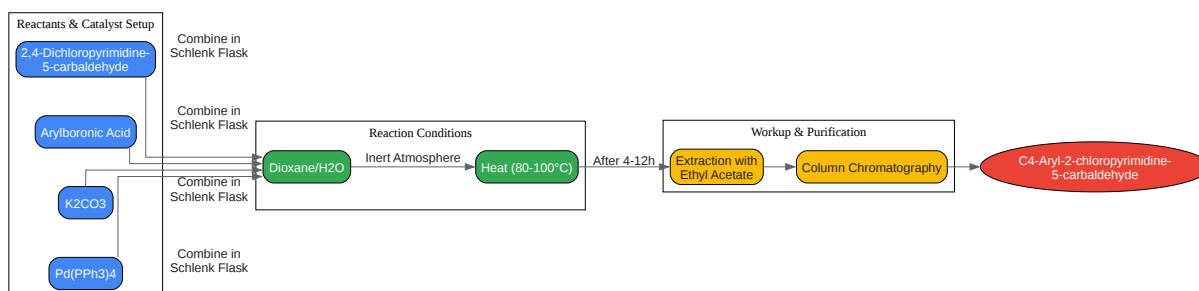 Reactants & Catalyst Setup
2,4-Dichloropyrimidine-
5-carbaldehyde
Combine in
Schlenk Flask
Arylboronic Acid
Combine in
Schlenk Flask
K2CO3
Combine in
Schlenk Flask
Pd(PPh3)4
Combine in
Schlenk Flask
Reaction Conditions
Dioxane/H2O
Inert Atmosphere
Heat (80-100°C)
After 4-12h
Workup & Purification
Extraction with
Ethyl Acetate
Column Chromatography
C4-Aryl-2-chloropyrimidine-
5-carbaldehyde